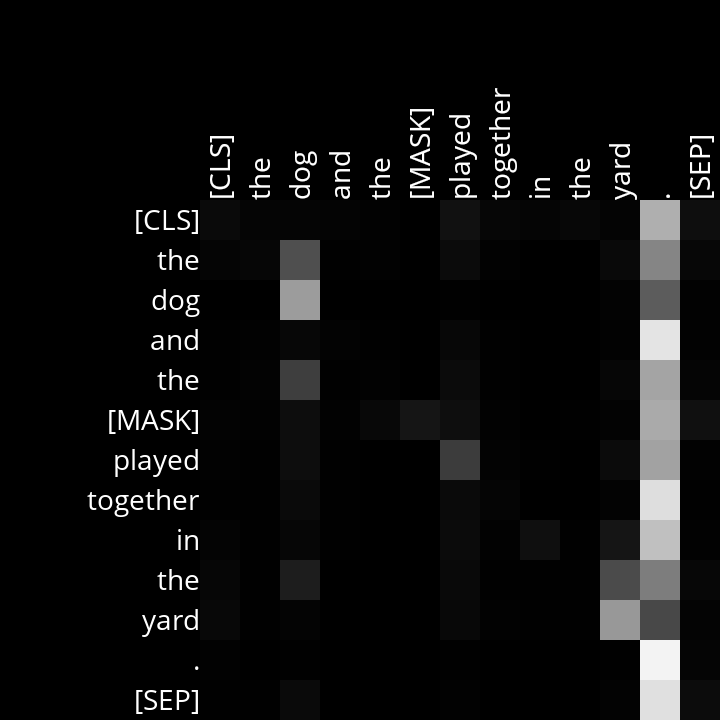 [CLS]
the
dog
and
the
[MASK]
played
together
in
the
yard
.
[SEP]
[CLS]
the
dog
and
the
[MASK]
played
together
in
the
yard
.
[SEP]